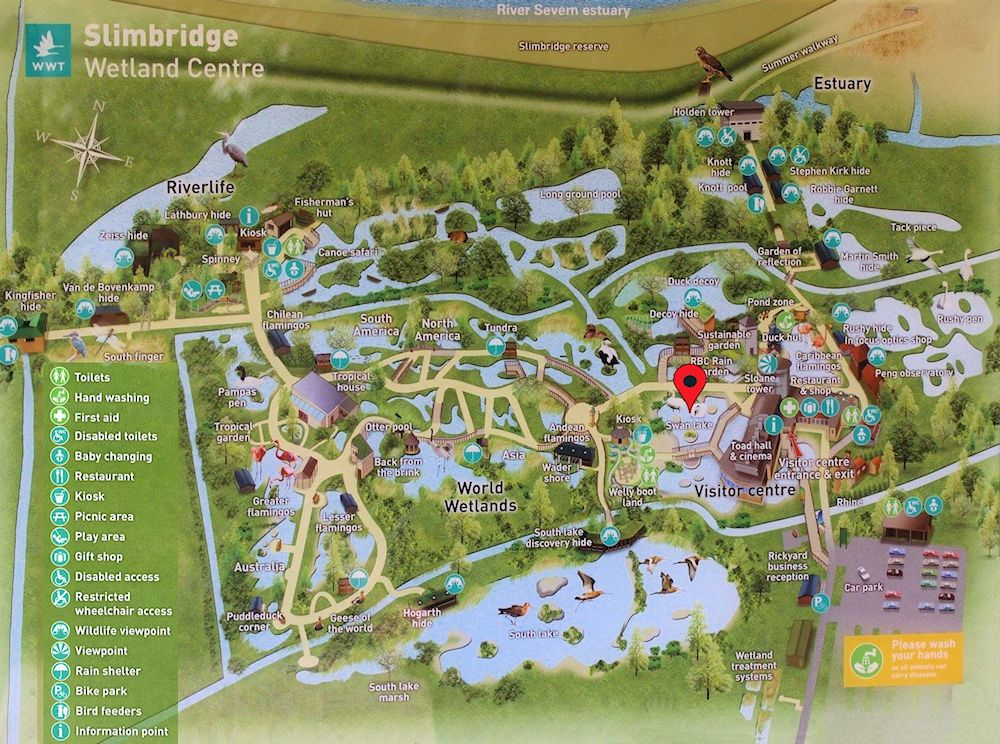 River Severn estuary
WWT
Slimbridge
Wetland Centre
Slimbridge reserve
Summer walkway
Estuary
Holden tower
N
W
E
S
Knott
hide
Knott pool
Stephen Kirk hide
Robbie Garnett
hide
Riverlife
Lathbury hide
Kiosk
Fisherman's
hut
Long ground pool
Tack piece
Zeiss hide
Spinney
Canoe safari
Garden of
reflection
Martin Smith
hide
Kingfisher
hide
Van de Bovenkamp
hide
South finger
Chilean
flamingos
South
America
North
America
Tundra
Duck decoy
Decoy hide
Sustainable
garden
Pond zone
Duck hut
Rushy hide
In focus optics shop
Rushy pen
Peng observatory
RBC Rain
garden
Sloane
tower
Caribbean
flamingos
Restaurant
& shop
Pampas
pen
Tropical
house
Tropical
garden
Otter pool
Back from
the brink
Asia
Andean
flamingos
Wader
shore
Kiosk
Swan lake
Toad hall
& cinema
Visitor centre
entrance & exit
Visitor centre
Welly boot
land
Rhine
World
Wetlands
Greater
flamingos
Lesser
flamingos
South lake
discovery hide
Australia
Puddleduck
corner
Geese of
the world
Hogarth
hide
South lake
South lake
marsh
Rickyard
business
reception
Car park
Wetland
treatment
systems
Please wash
your hands
as all animals can
carry diseases
Toilets
Hand washing
First aid
Disabled toilets
Baby changing
Restaurant
Kiosk
Picnic area
Play area
Gift shop
Disabled access
Restricted
wheelchair access
Wildlife viewpoint
Viewpoint
Rain shelter
Bike park
Bird feeders
Information point